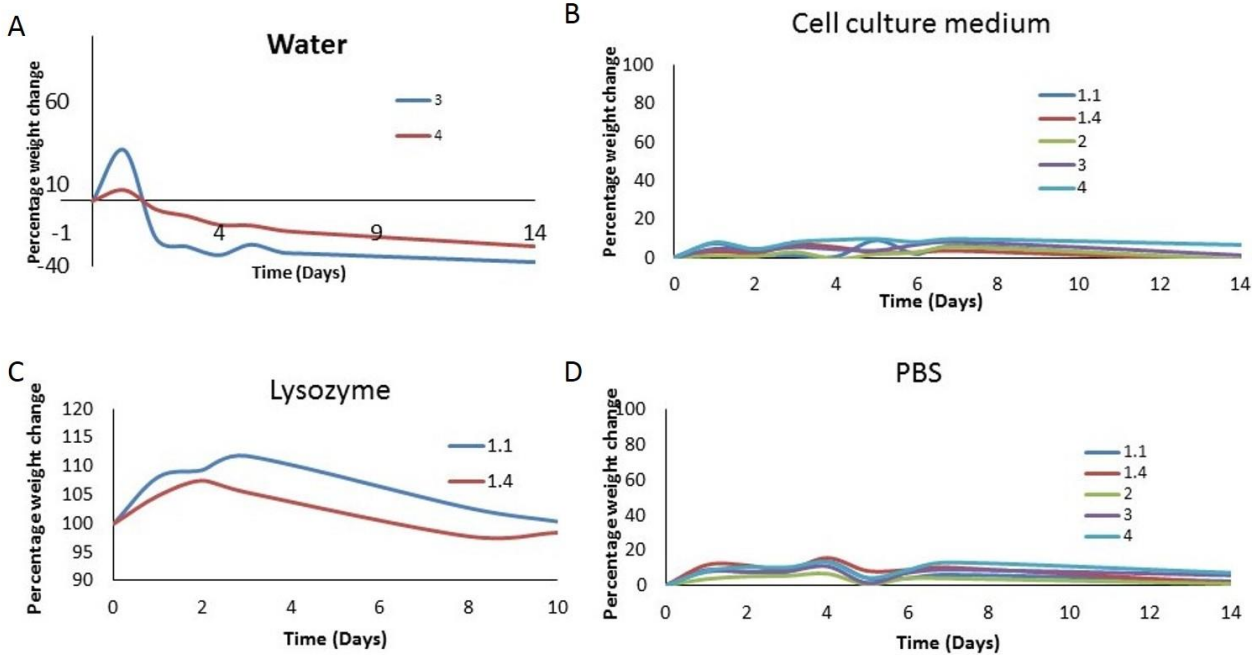 A
Water
Percentage weight change
60
10
-1
-40
4
9
14
Time (Days)
3
4
B
Cell culture medium
Percentage weight change
100
80
60
40
20
0
0 2 4 6 8 10 12 14
Time (Days)
1.1
1.4
2
3
4
C
Lysozyme
Percentage weight change
120
115
110
105
100
95
90
0 2 4 6 8 10
Time (Days)
1.1
1.4
D
PBS
Percentage weight change
100
80
60
40
20
0
0 2 4 6 8 10 12 14
Time (Days)
1.1
1.4
2
3
4